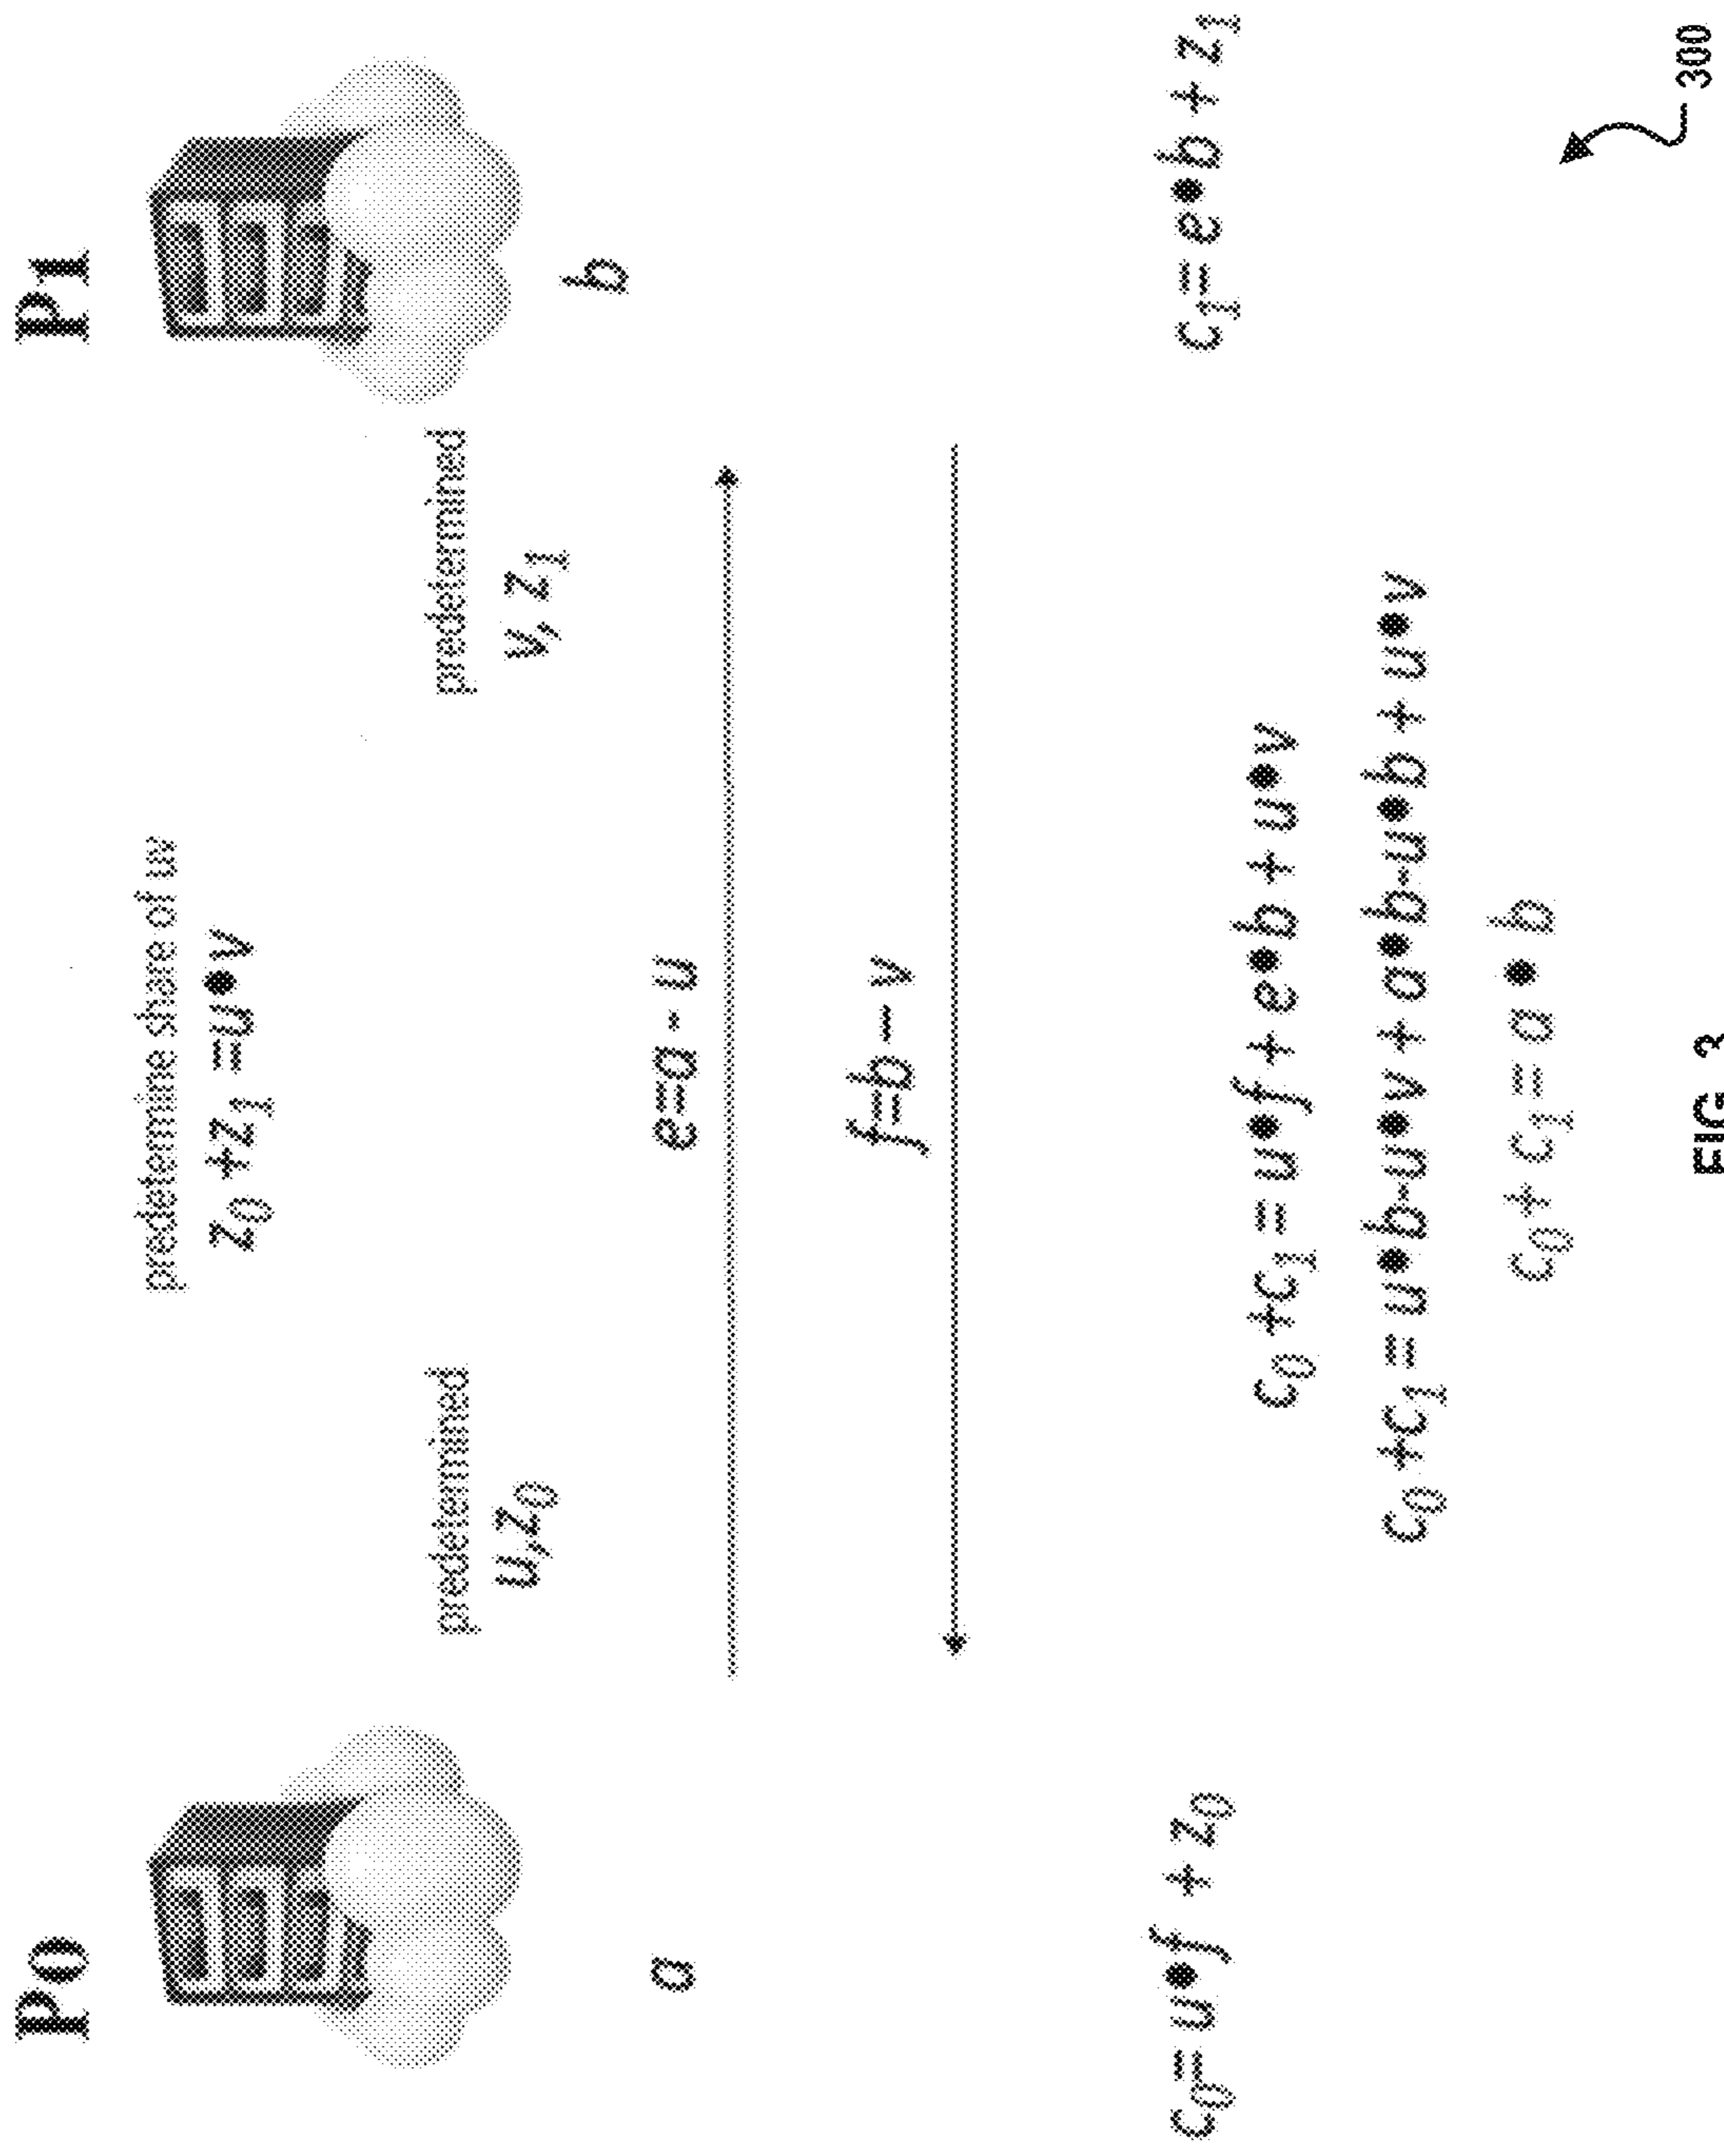 P0
P1
predetermine share of uv
z₀ +z₁ =u•v
predetermined
u,z₀
predetermined
v, z₁
a
b
e=a - u
f=b — v
c₀=u•f + z₀
c₁= e•b + z₁
c₀ +c₁ = u•f + e•b + u•v
c₀ +c₁ = u•b-u•v + a•b-u•b + u•v
c₀+ c₁ = a • b
300
FIG. 3